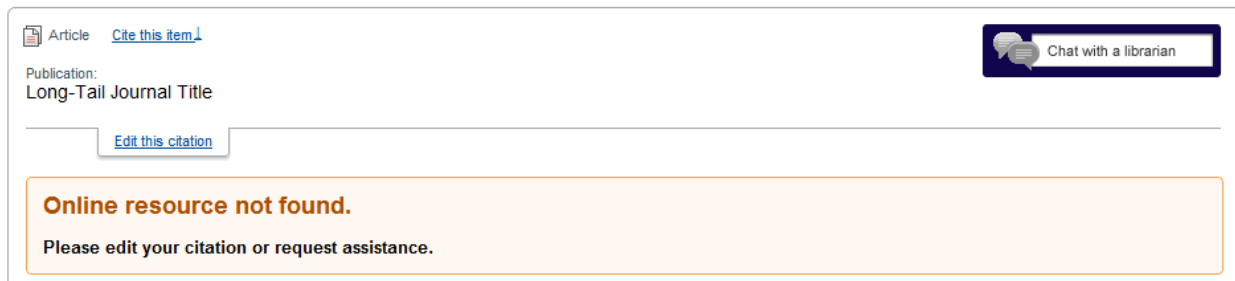 Article Cite this item
Chat with a librarian
Publication:
Long-Tail Journal Title
Edit this citation
Online resource not found.
Please edit your citation or request assistance.